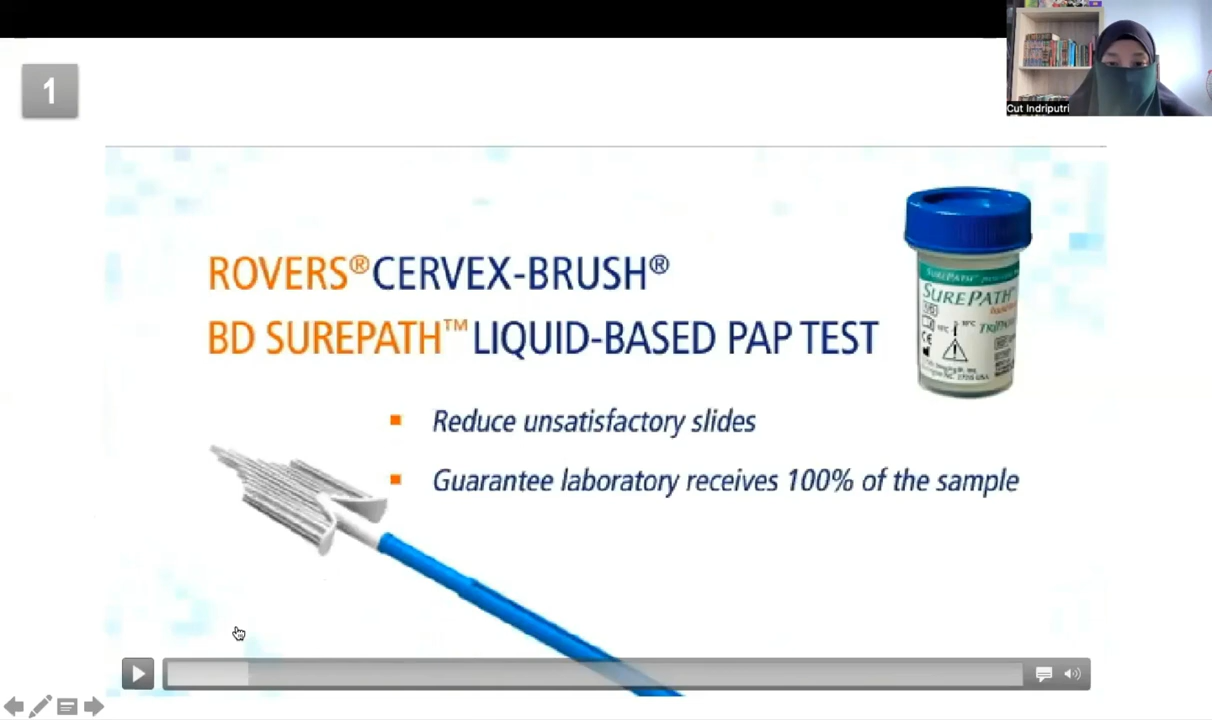 1
Cut Indriputri
ROVERS® CERVEX-BRUSH®
BD SUREPATH™ LIQUID-BASED PAP TEST
SUREPATH
SUREPATH™
▪ Reduce unsatisfactory slides
▪ Guarantee laboratory receives 100% of the sample